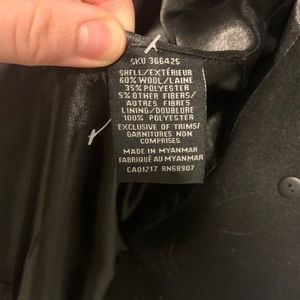 SKU 366425
SHELL/EXTÉRIEUR
60% WOOL/LAINE
35% POLYESTER
5% OTHER FIBERS/
AUTRES FIBRES
LINING/DOUBLURE
100% POLYESTER
EXCLUSIVE OF TRIMS/
GARNITURES NON
COMPRISES
MADE IN MYANMAR
FABRIQUÉ AU MYANMAR
CA01217 RN68907